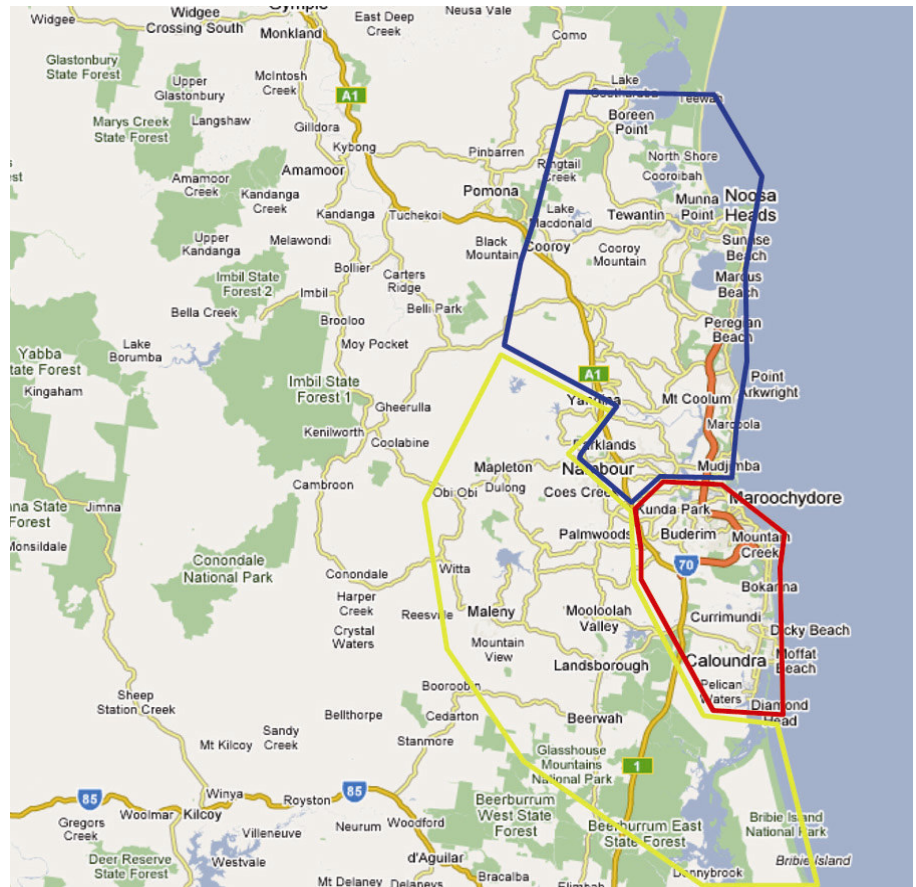 Gympie
Widgee
Widgee
Crossing South
Monkland
East Deep
Creek
Neusa Vale
Como
Glastonbury
State Forest
Upper
Glastonbury
McIntosh
Creek
A1
Lake
Cootharaba
Teewah
Marys Creek
State Forest
Langshaw
Gilldora
Boreen
Point
Kybong
Pinbarren
Amamoor
Ringtail
Creek
North Shore
Cooroibah
Amamoor
Creek
Kandanga
Creek
Pomona
Munna
Point
Noosa
Heads
Kandanga
Tuchekoi
Lake
Macdonald
Tewantin
Upper
Kandanga
Melawondi
Black
Mountain
Cooroy
Cooroy
Mountain
Sunrise
Beach
Bollier
Carters
Ridge
Marcus
Beach
Imbil State
Forest 2
Imbil
Bella Creek
Belli Park
Brooloo
Peregian
Beach
Yabba
State Forest
Lake
Borumba
Moy Pocket
Kingaham
A1
Point
Arkwright
Imbil State
Forest 1
Gheerulla
Yandina
Mt Coolum
Kenilworth
Coolabine
Marcoola
Parklands
Mapleton
Nambour
Mudjimba
Cambroon
Dulong
Obi Obi
Coes Creek
Maroochydore
Jimna
Kunda Park
Monsildale
Palmwoods
Buderim
Mountain
Creek
Conondale
National Park
70
Conondale
Witta
Bokarina
Harper
Creek
Reesville
Maleny
Mooloolah
Valley
Currimundi
Crystal
Waters
Dicky Beach
Mountain
View
Landsborough
Caloundra
Moffat
Beach
Sheep
Station Creek
Booroobin
Pelican
Waters
Bellthorpe
Cedarton
Beerwah
Diamond
Head
Mt Kilcoy
Sandy
Creek
Stanmore
Glasshouse
Mountains
National Park
1
85
Winya
Royston
85
Woolmar
Kilcoy
Beerburrum
West State
Forest
Bribie Island
National Park
Gregors
Creek
Villeneuve
Neurum
Woodford
Beerburrum East
State Forest
Deer Reserve
State Forest
Westvale
d'Aguilar
Bribie Island
Mt Delaney
Delaneys
Bracalba
Elimbah
Donnybrook